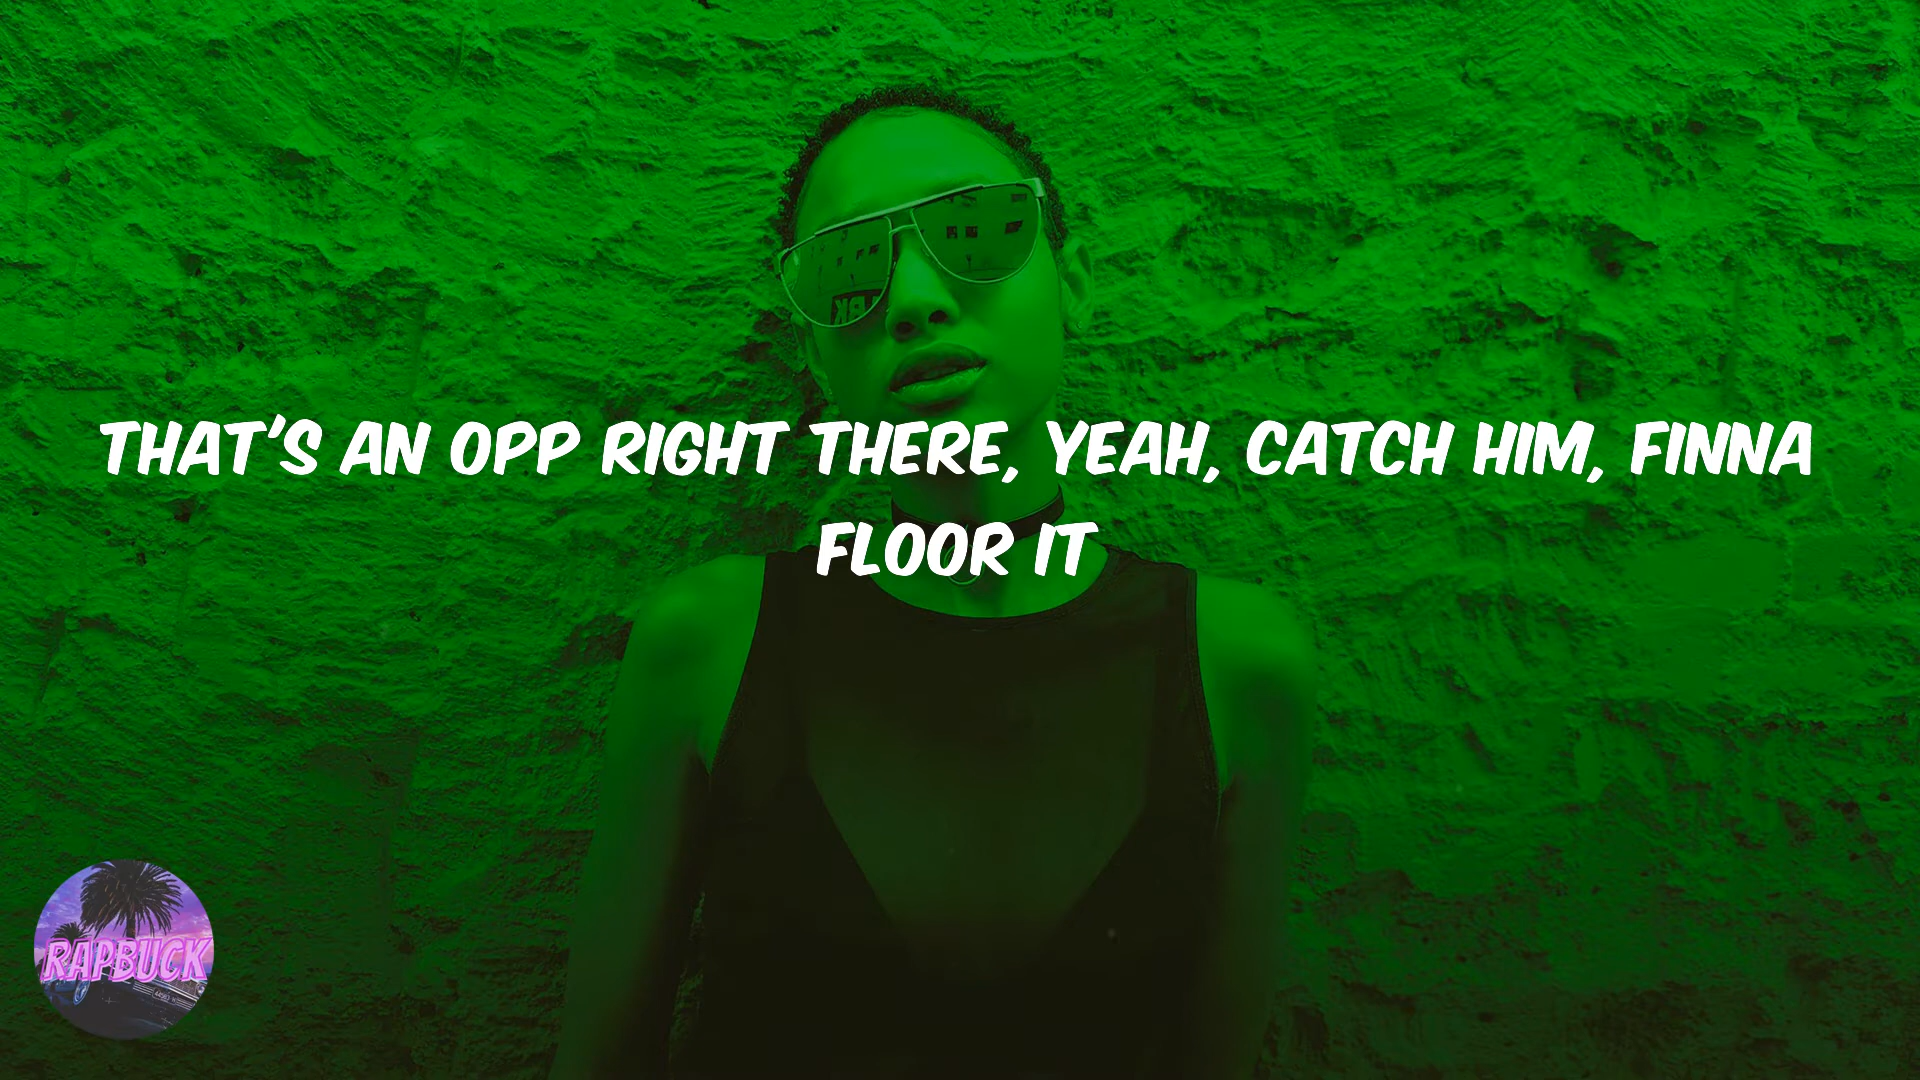 THAT'S AN OPP RIGHT THERE, YEAH, CATCH HIM, FINNA
FLOOR IT
RAPBUCK